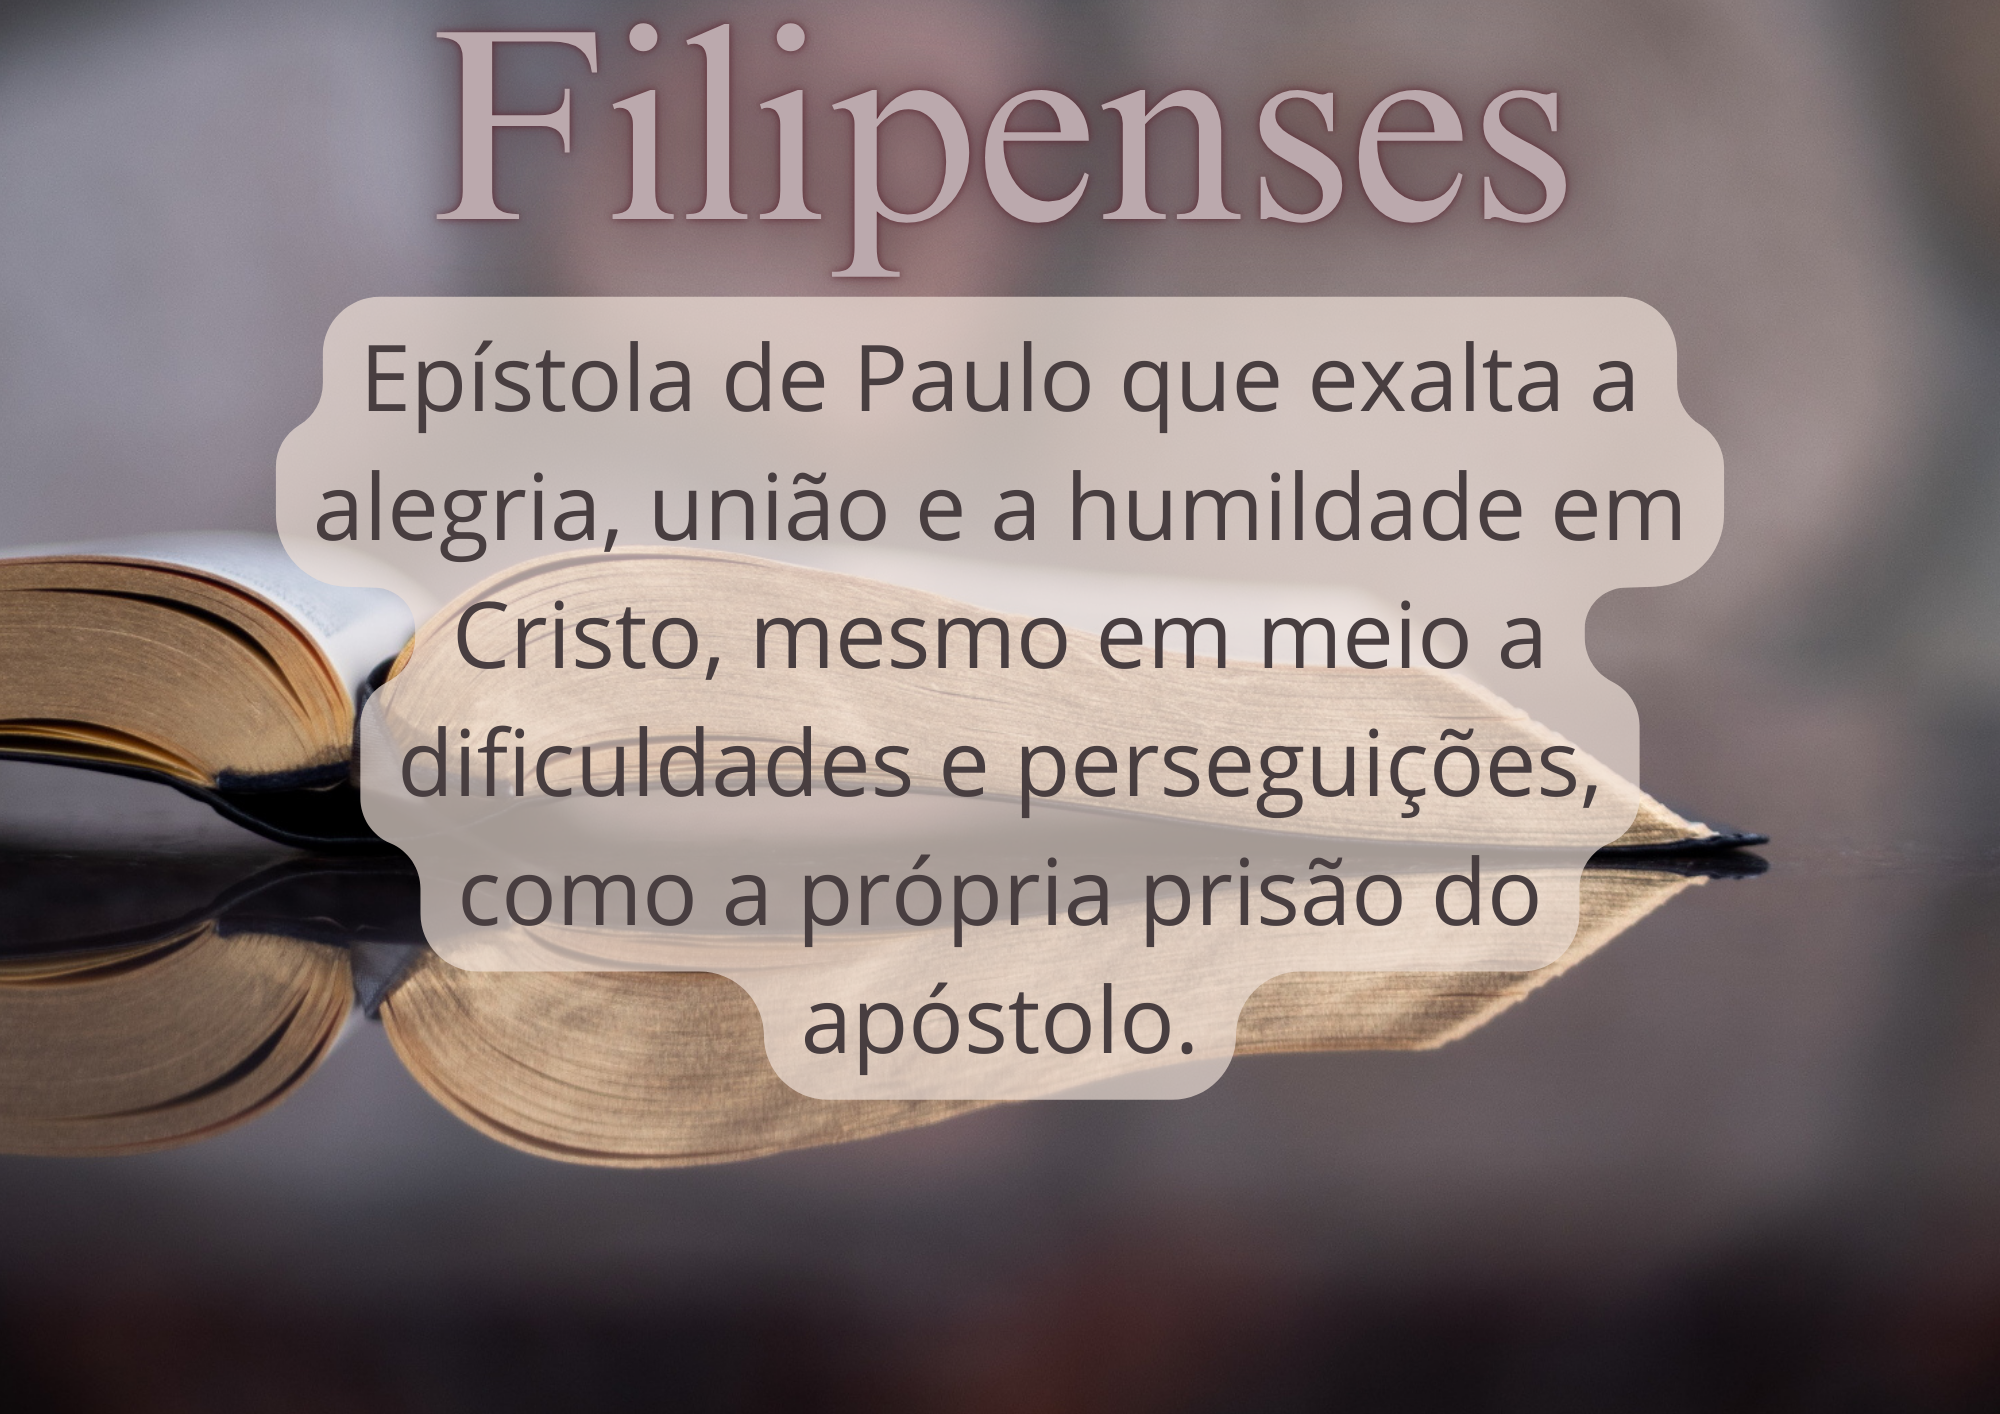 Filipenses
Epístola de Paulo que exalta a
alegria, união e a humildade em
Cristo, mesmo em meio a
dificuldades e perseguições,
como a própria prisão do
apóstolo.